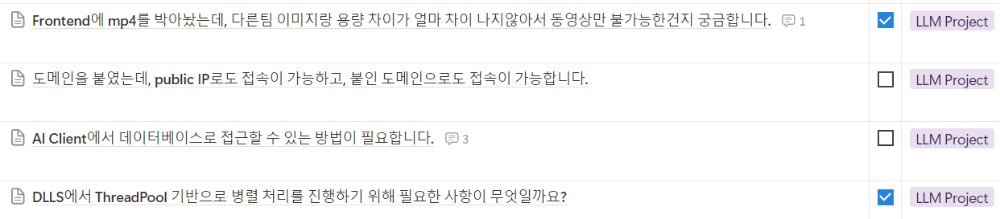 Frontend에 mp4를 박아놨는데, 다른팀 이미지랑 용량 차이가 얼마 차이 나지않아서 동영상만 불가능한건지 궁금합니다. 1 LLM Project
도메인을 붙였는데, public IP로도 접속이 가능하고, 붙인 도메인으로도 접속이 가능합니다. LLM Project
AI Client에서 데이터베이스로 접근할 수 있는 방법이 필요합니다. 3 LLM Project
DLLS에서 ThreadPool 기반으로 병렬 처리를 진행하기 위해 필요한 사항이 무엇일까요? LLM Project